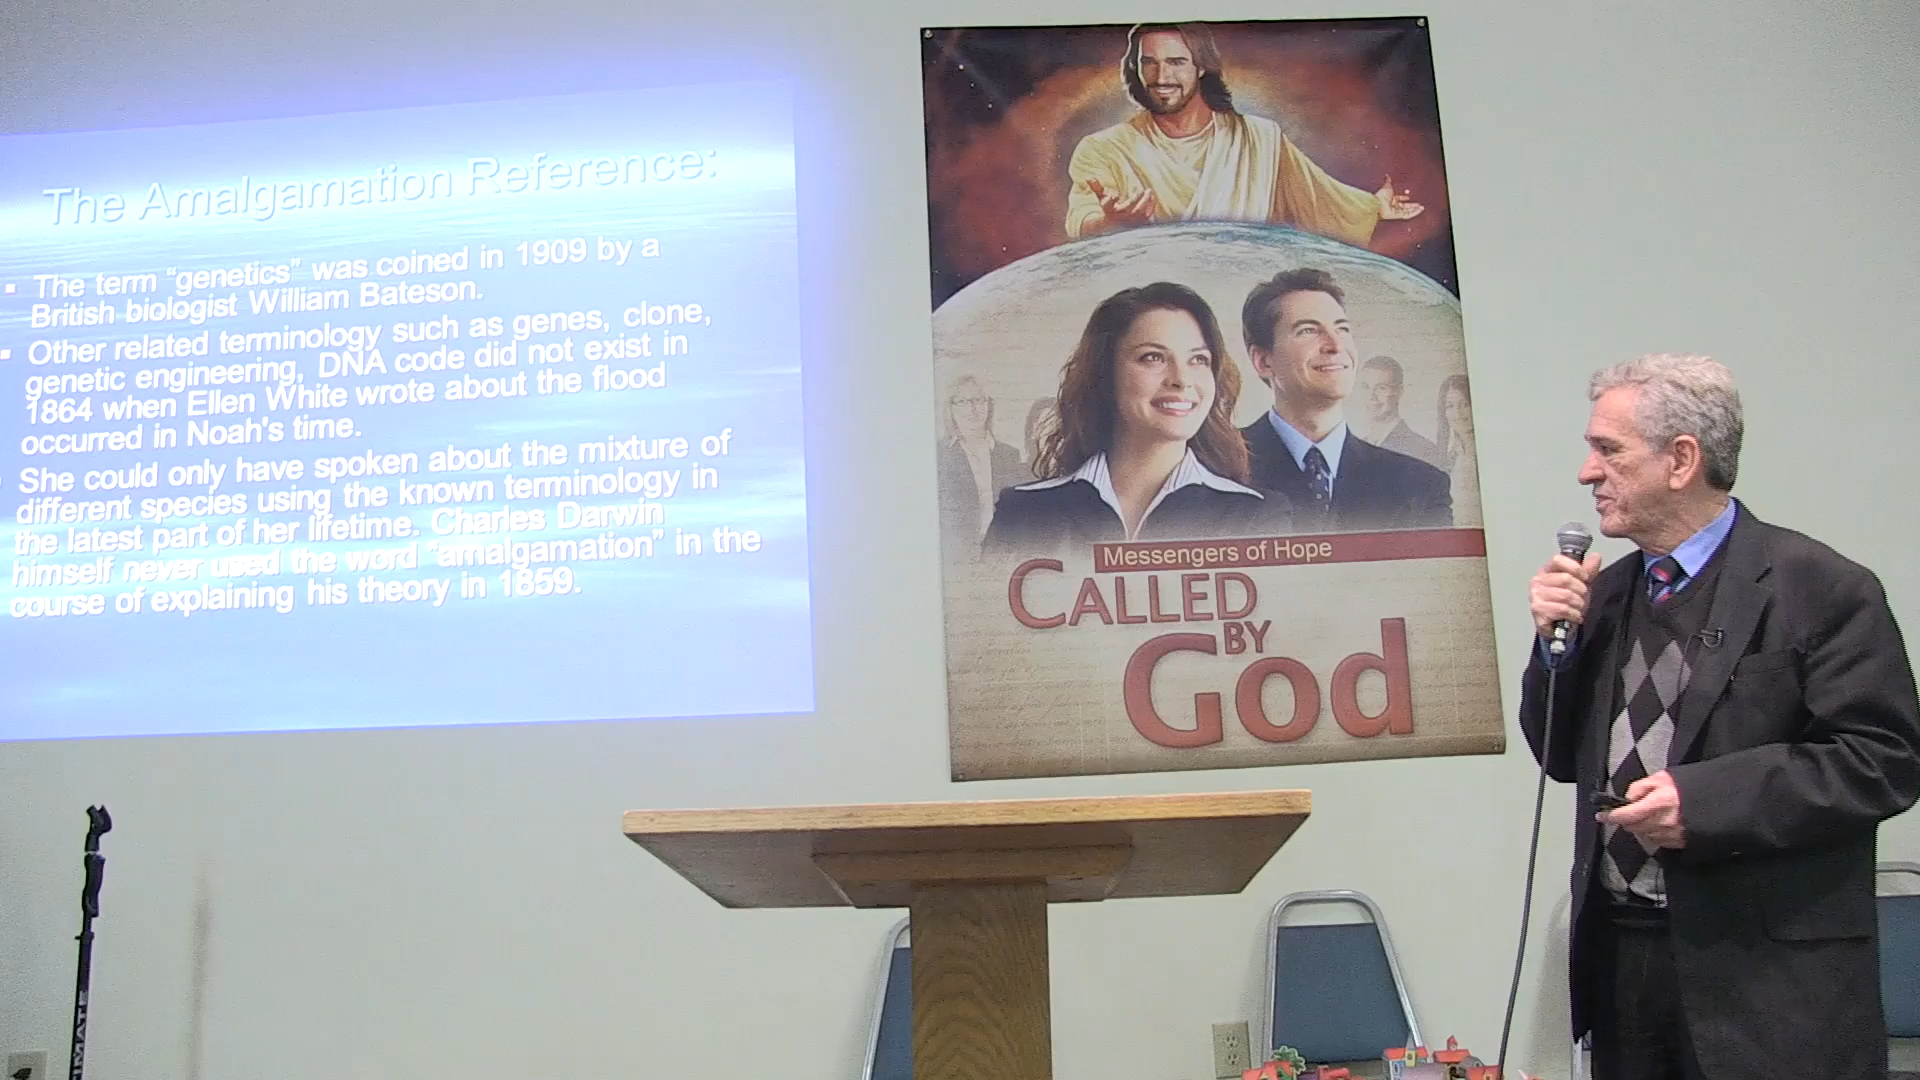 The Amalgamation Reference:
The term “genetics” was coined in 1909 by a
British biologist William Bateson.
Other related terminology such as genes, clone,
genetic engineering, DNA code did not exist in
1864 when Ellen White wrote about the flood
occurred in Noah's time.
She could only have spoken about the mixture of
different species using the known terminology in
the latest part of her lifetime. Charles Darwin
himself never used the word “amalgamation” in the
course of explaining his theory in 1859.
Messengers of Hope
CALLED
BY
God